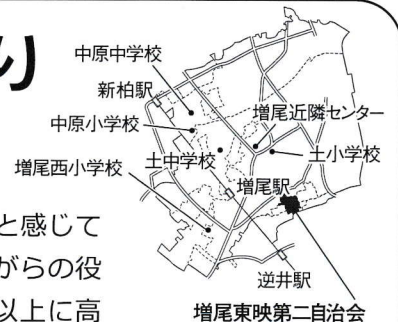 り
中原中学校
新柏駅
中原小学校
増尾近隣センター
土中学校
土小学校
増尾西小学校
増尾駅
逆井駅
増尾東映第二自治会
と感じて
がらの役
以上に高